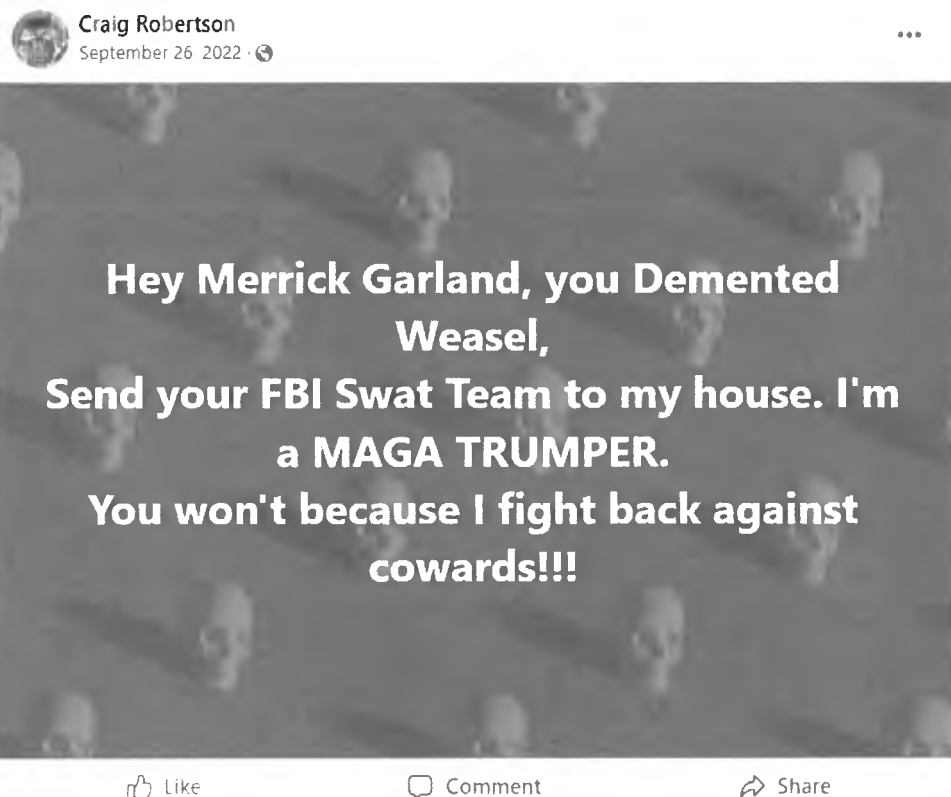 Craig Robertson
September 26 2022 ·
Hey Merrick Garland, you Demented
Weasel,
Send your FBI Swat Team to my house. I'm
a MAGA TRUMPER.
You won't because I fight back against
cowards!!!
Like Comment Share